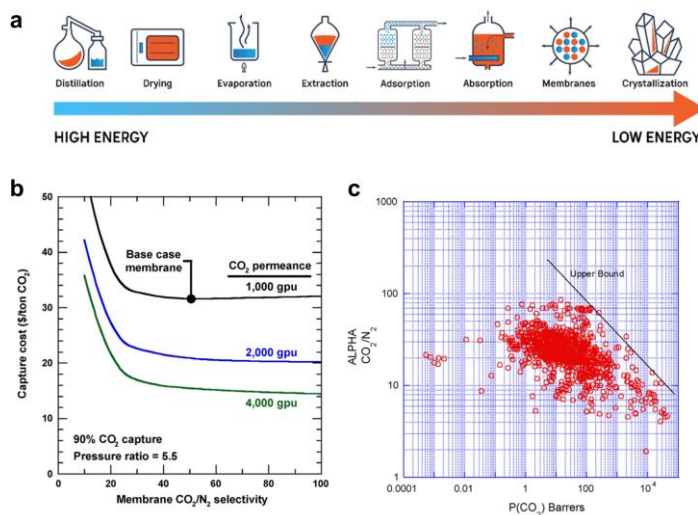 a
Distillation Drying Evaporation Extraction Adsorption Absorption Membranes Crystallization
HIGH ENERGY LOW ENERGY
b
50
40
30
20
10
0
Capture cost ($/ton CO₂)
Base case
membrane
CO₂ permeance
1,000 gpu
2,000 gpu
4,000 gpu
90% CO₂ capture
Pressure ratio = 5.5
0 20 40 60 80 100
Membrane CO₂/N₂ selectivity
c
1000
100
10
1
ALPHA
CO₂/N₂
Upper Bound
0.0001 0.01 1 100 10⁴
P(CO₂) Barrers